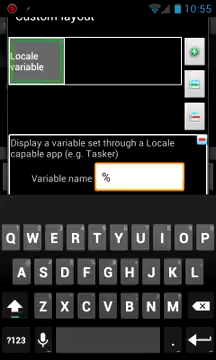 10:55
Custom layout
Locale
variable
Display a variable set through a Locale
capable app (e.g. Tasker)
Variable name %
Q W E R T Y U I O P
A S D F G H J K L
Z X C V B N M
?123 .